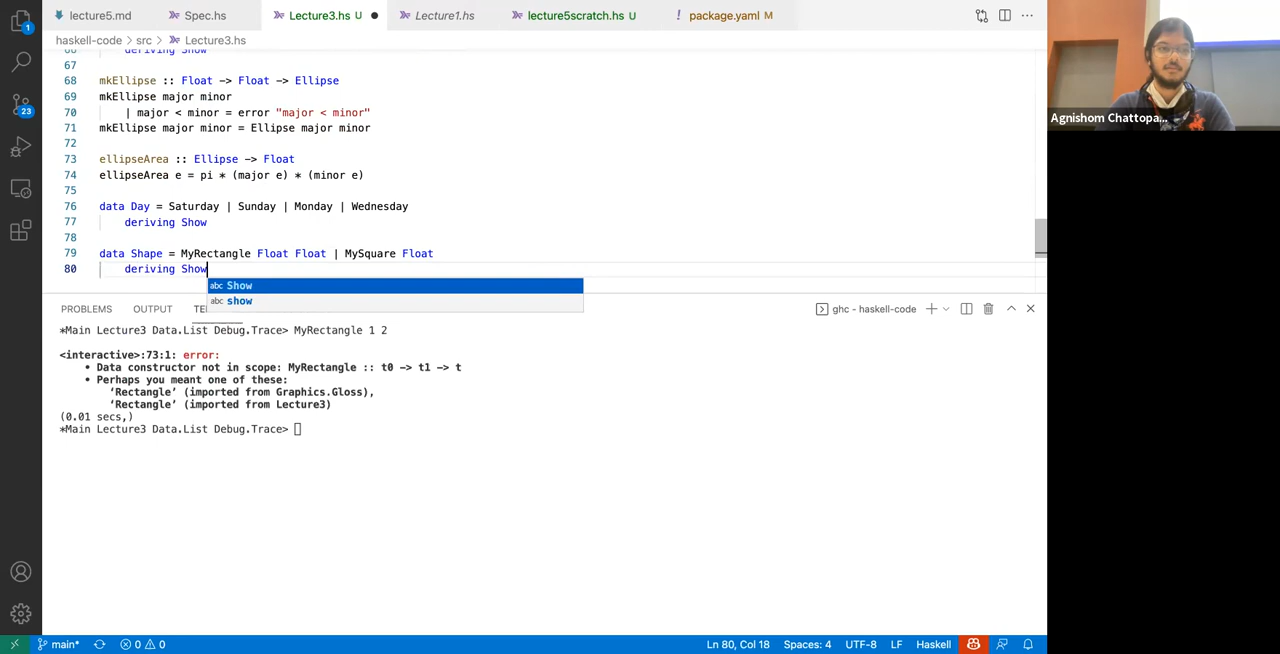 lecture5.md Spec.hs Lecture3.hs U Lecture1.hs lecture5scratch.hs U ! package.yaml M
haskell-code > src > Lecture3.hs
66 deriving Show
67
68 mkEllipse :: Float -> Float -> Ellipse
69 mkEllipse major minor
70 | major < minor = error "major < minor"
71 mkEllipse major minor = Ellipse major minor
72
73 ellipseArea :: Ellipse -> Float
74 ellipseArea e = pi * (major e) * (minor e)
75
76 data Day = Saturday | Sunday | Monday | Wednesday
77 deriving Show
78
79 data Shape = MyRectangle Float Float | MySquare Float
80 deriving Show
abc Show
abc show
PROBLEMS OUTPUT TE ghc - haskell-code
*Main Lecture3 Data.List Debug.Trace> MyRectangle 1 2
<interactive>:73:1: error:
• Data constructor not in scope: MyRectangle :: t0 -> t1 -> t
• Perhaps you meant one of these:
‘Rectangle’ (imported from Graphics.Gloss),
‘Rectangle’ (imported from Lecture3)
(0.01 secs,)
*Main Lecture3 Data.List Debug.Trace>
main* 0 0 Ln 80, Col 18 Spaces: 4 UTF-8 LF Haskell
1
23
Agnishom Chattopa...